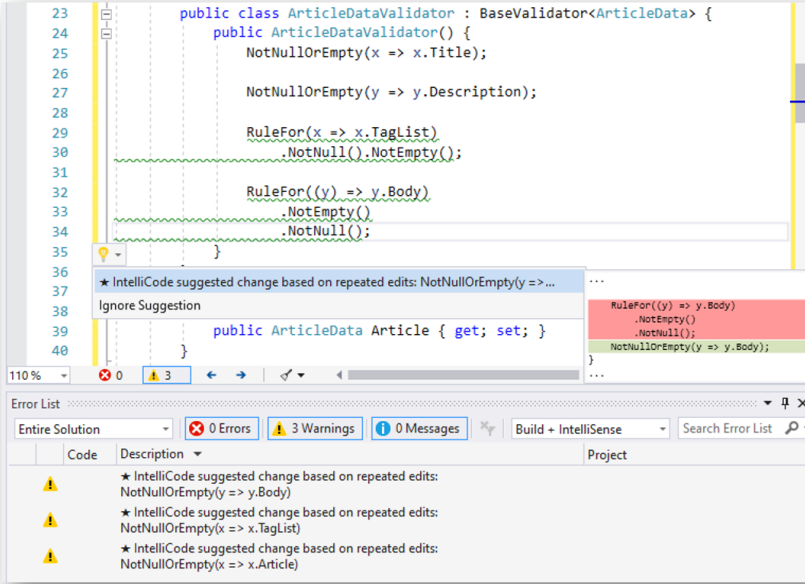 23 public class ArticleDataValidator : BaseValidator<ArticleData> {
24 public ArticleDataValidator() {
25 NotNullOrEmpty(x => x.Title);
26
27 NotNullOrEmpty(y => y.Description);
28
29 RuleFor(x => x.TagList)
30 .NotNull().NotEmpty();
31
32 RuleFor((y) => y.Body)
33 .NotEmpty()
34 .NotNull();
35 }
36
★ IntelliCode suggested change based on repeated edits: NotNullOrEmpty(y =>...
37
Ignore Suggestion
38
39 public ArticleData Article { get; set; }
40 }
...
RuleFor((y) => y.Body)
.NotEmpty()
.NotNull();
NotNullOrEmpty(y => y.Body);
}
...
110 % 0 3
Error List
Entire Solution 0 Errors 3 Warnings 0 Messages Build + IntelliSense Search Error List
Code Description Project
★ IntelliCode suggested change based on repeated edits:
NotNullOrEmpty(y => y.Body)
★ IntelliCode suggested change based on repeated edits:
NotNullOrEmpty(x => x.TagList)
★ IntelliCode suggested change based on repeated edits:
NotNullOrEmpty(x => x.Article)